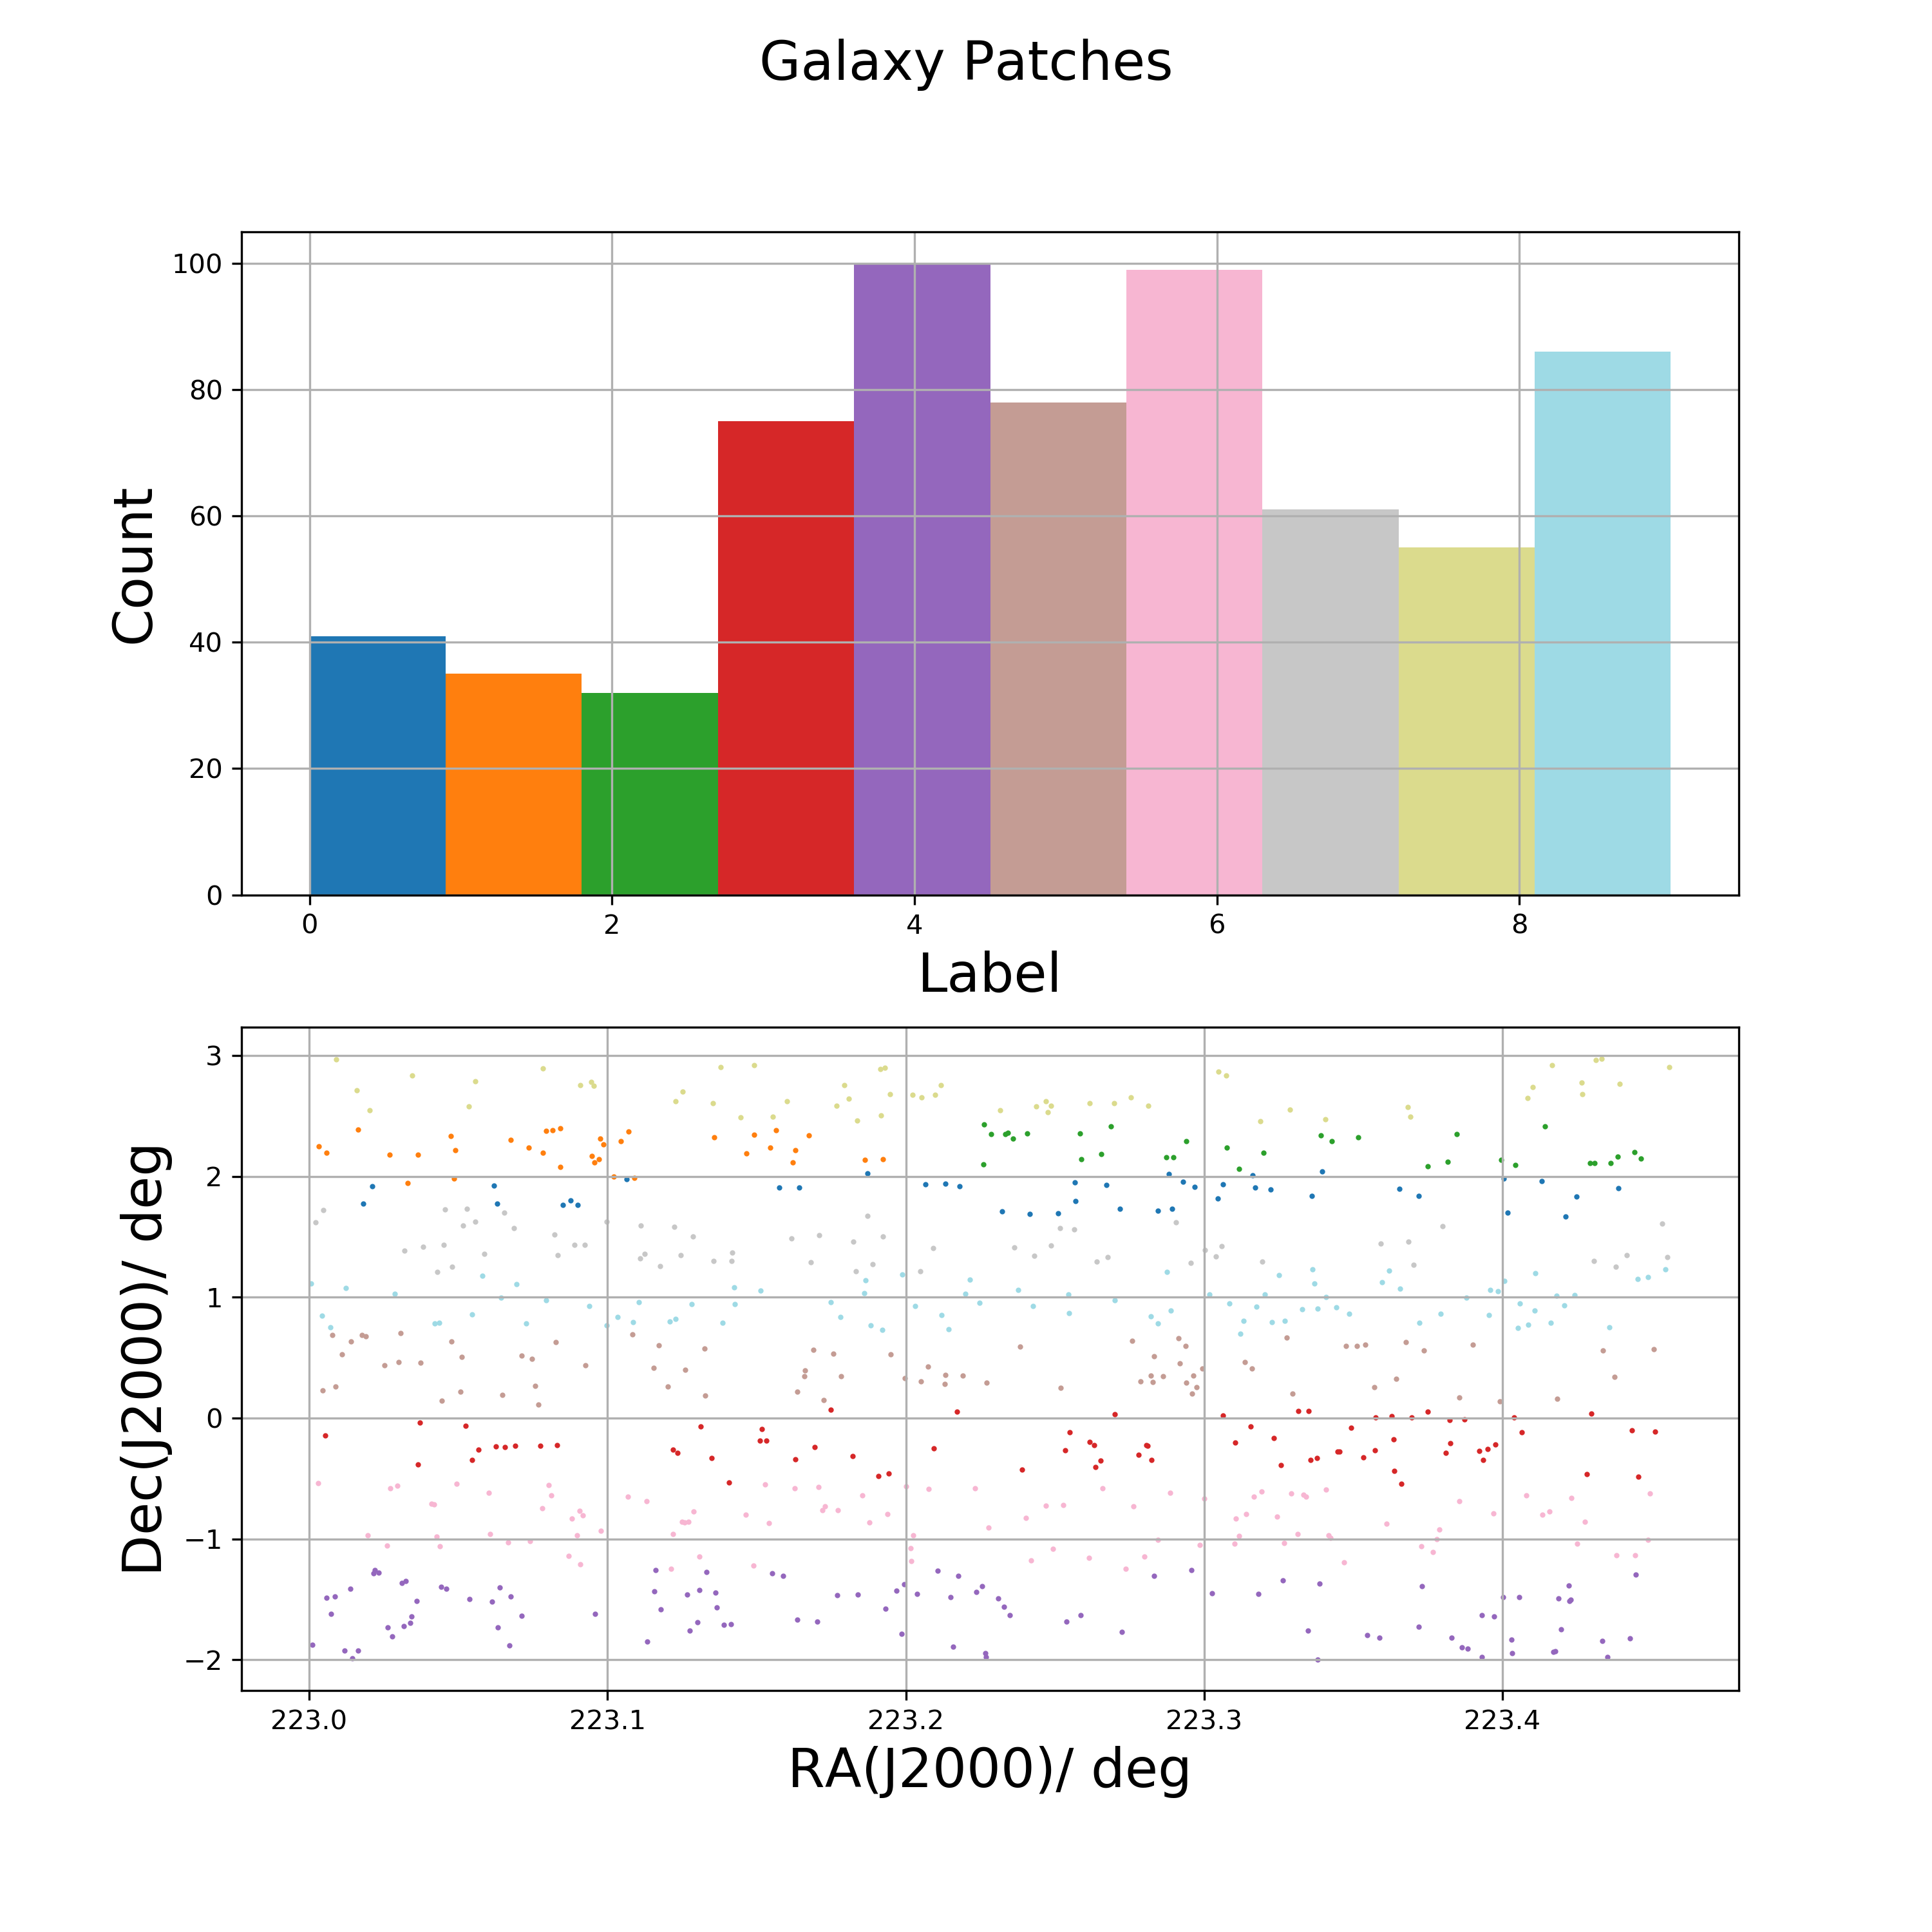 Galaxy Patches
100
80
60
40
20
0
Count
0 2 4 6 8
Label
3
2
1
0
−1
−2
Dec(J2000)/ deg
223.0 223.1 223.2 223.3 223.4
RA(J2000)/ deg